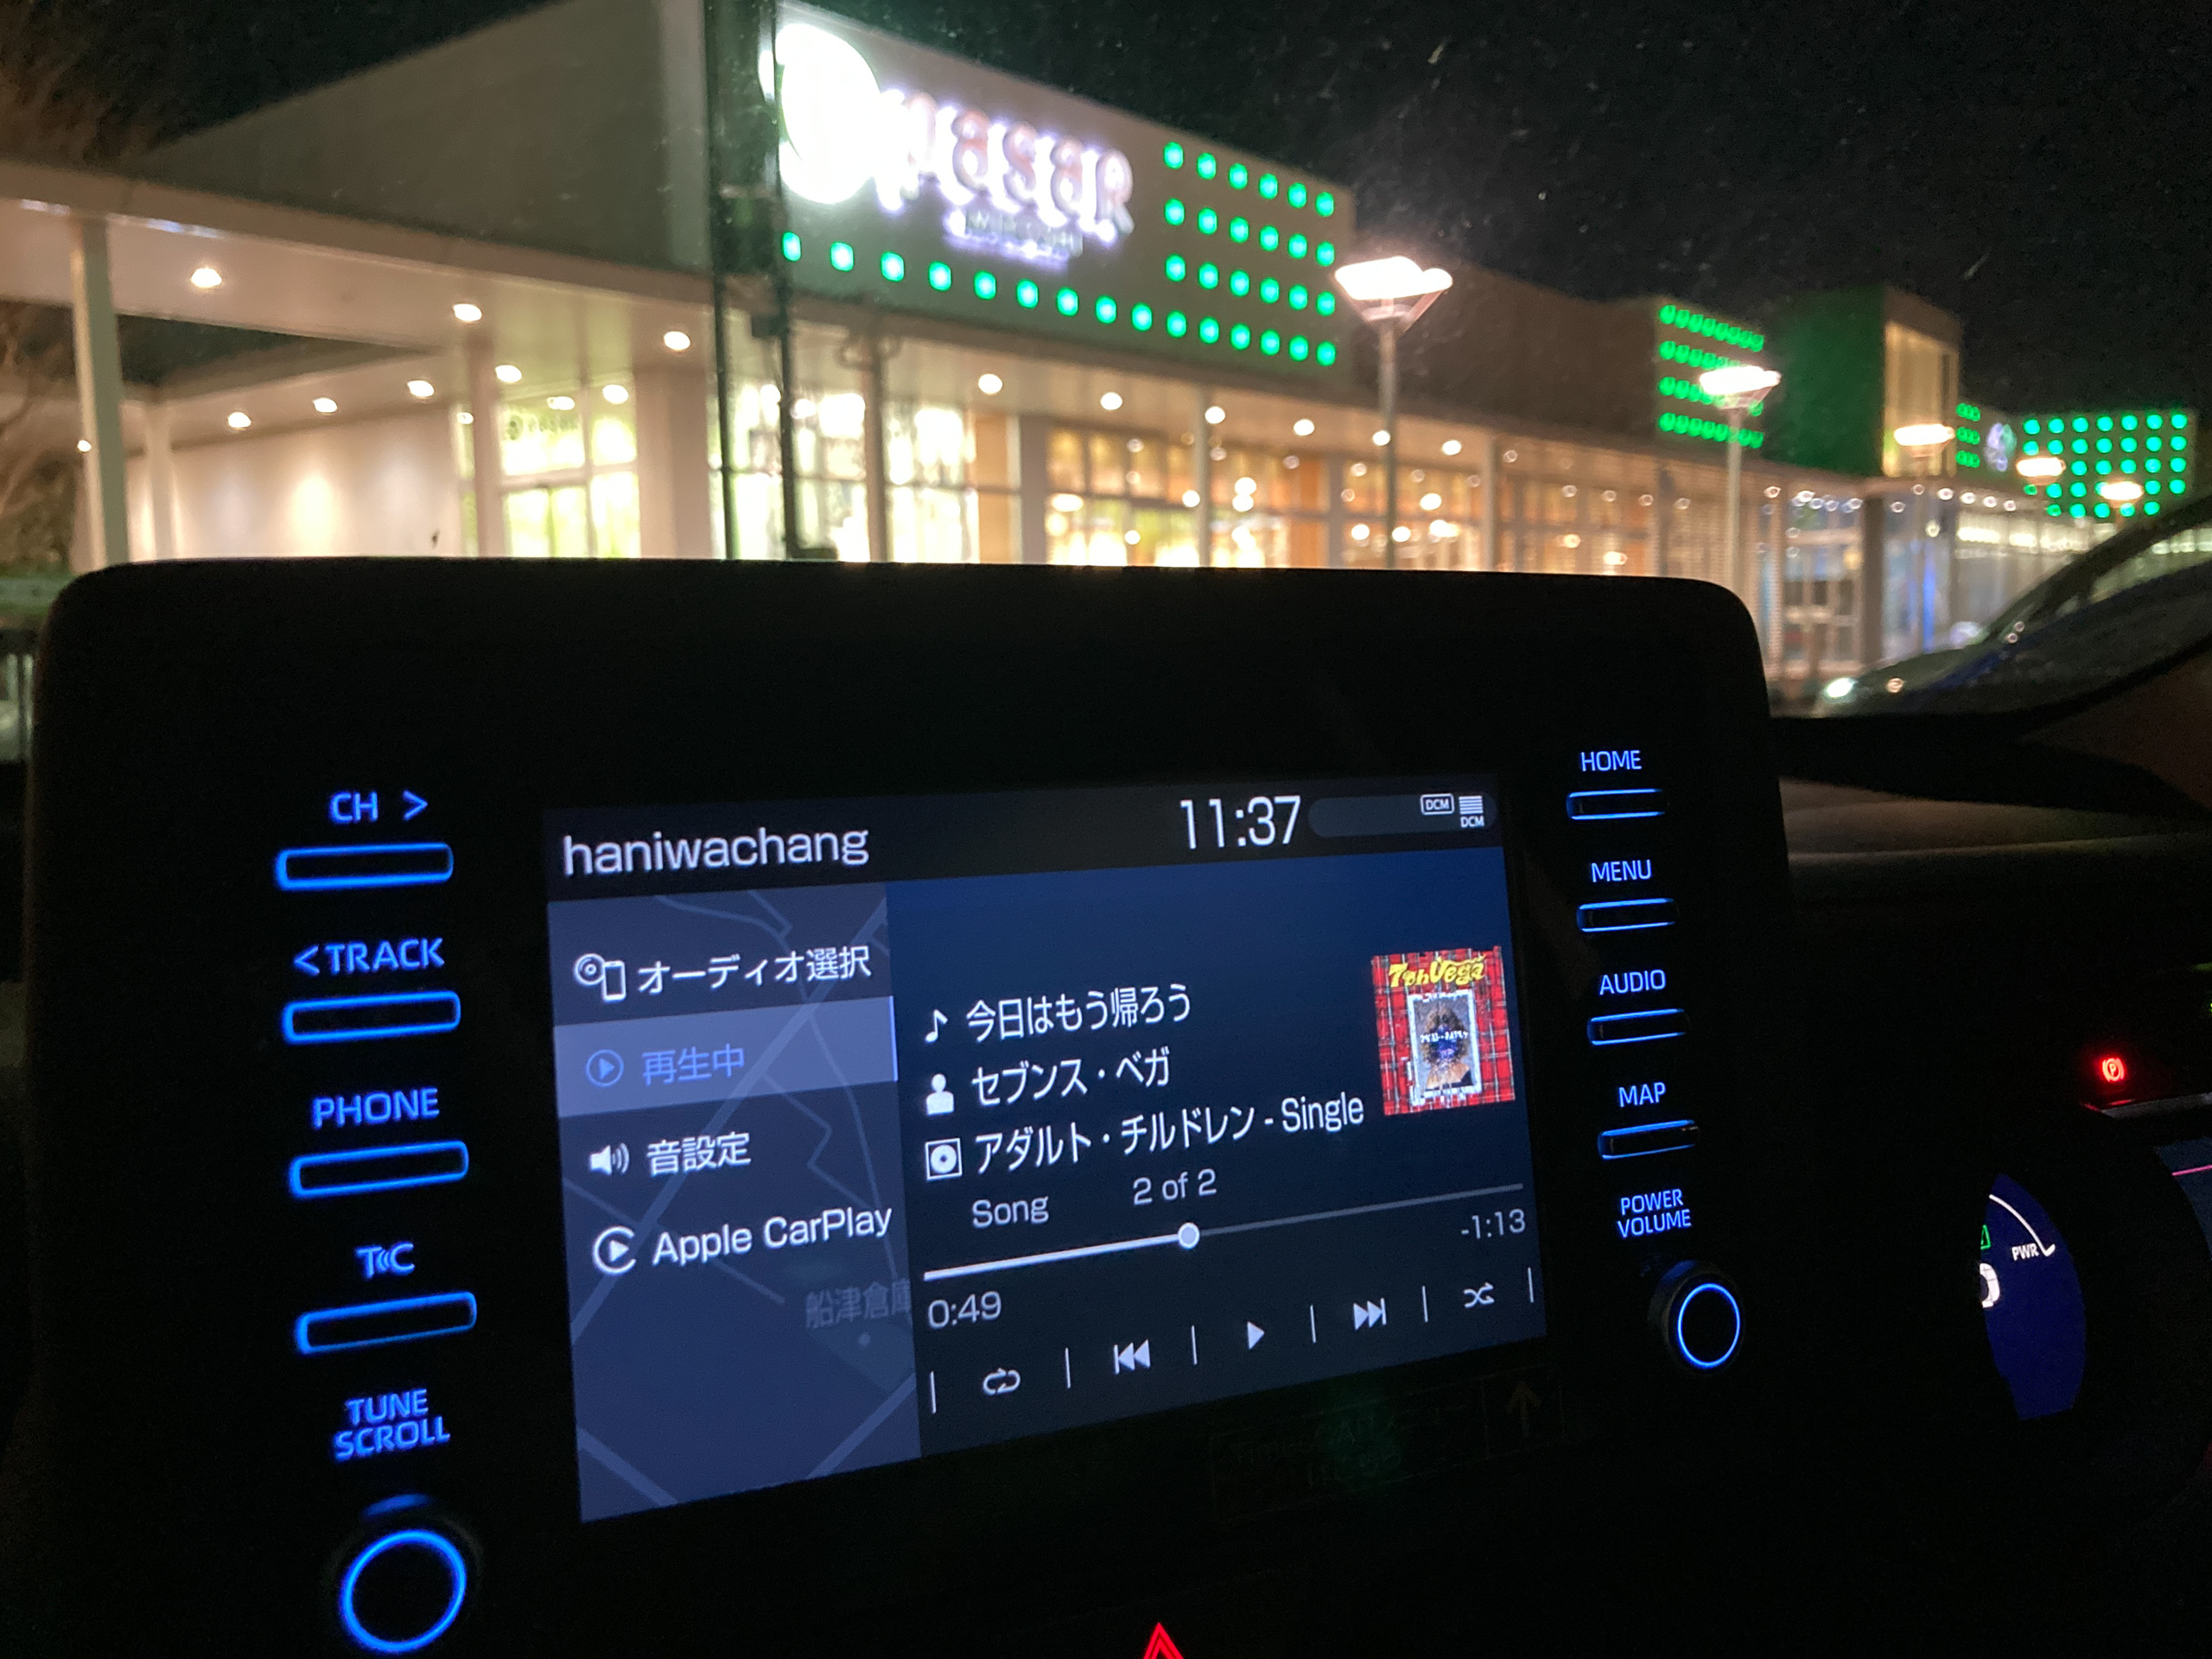 pasaR
CH >
< TRACK
PHONE
T C
TUNE
SCROLL
haniwachang
11:37
DCM
DCM
オーディオ選択
再生中
音設定
Apple CarPlay
船津倉庫
♪ 今日はもう帰ろう
セブンス・ベガ
アダルト・チルドレン - Single
Song 2 of 2
0:49
-1:13
7thVega
HOME
MENU
AUDIO
MAP
POWER
VOLUME
PWR
P